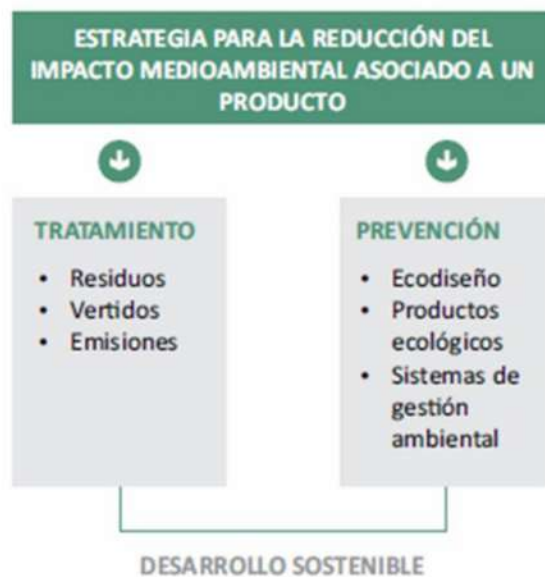 ESTRATEGIA PARA LA REDUCCIÓN DEL
IMPACTO MEDIOAMBIENTAL ASOCIADO A UN
PRODUCTO
TRATAMIENTO
• Residuos
• Vertidos
• Emisiones
PREVENCIÓN
• Ecodiseño
• Productos
ecológicos
• Sistemas de
gestión
ambiental
DESARROLLO SOSTENIBLE